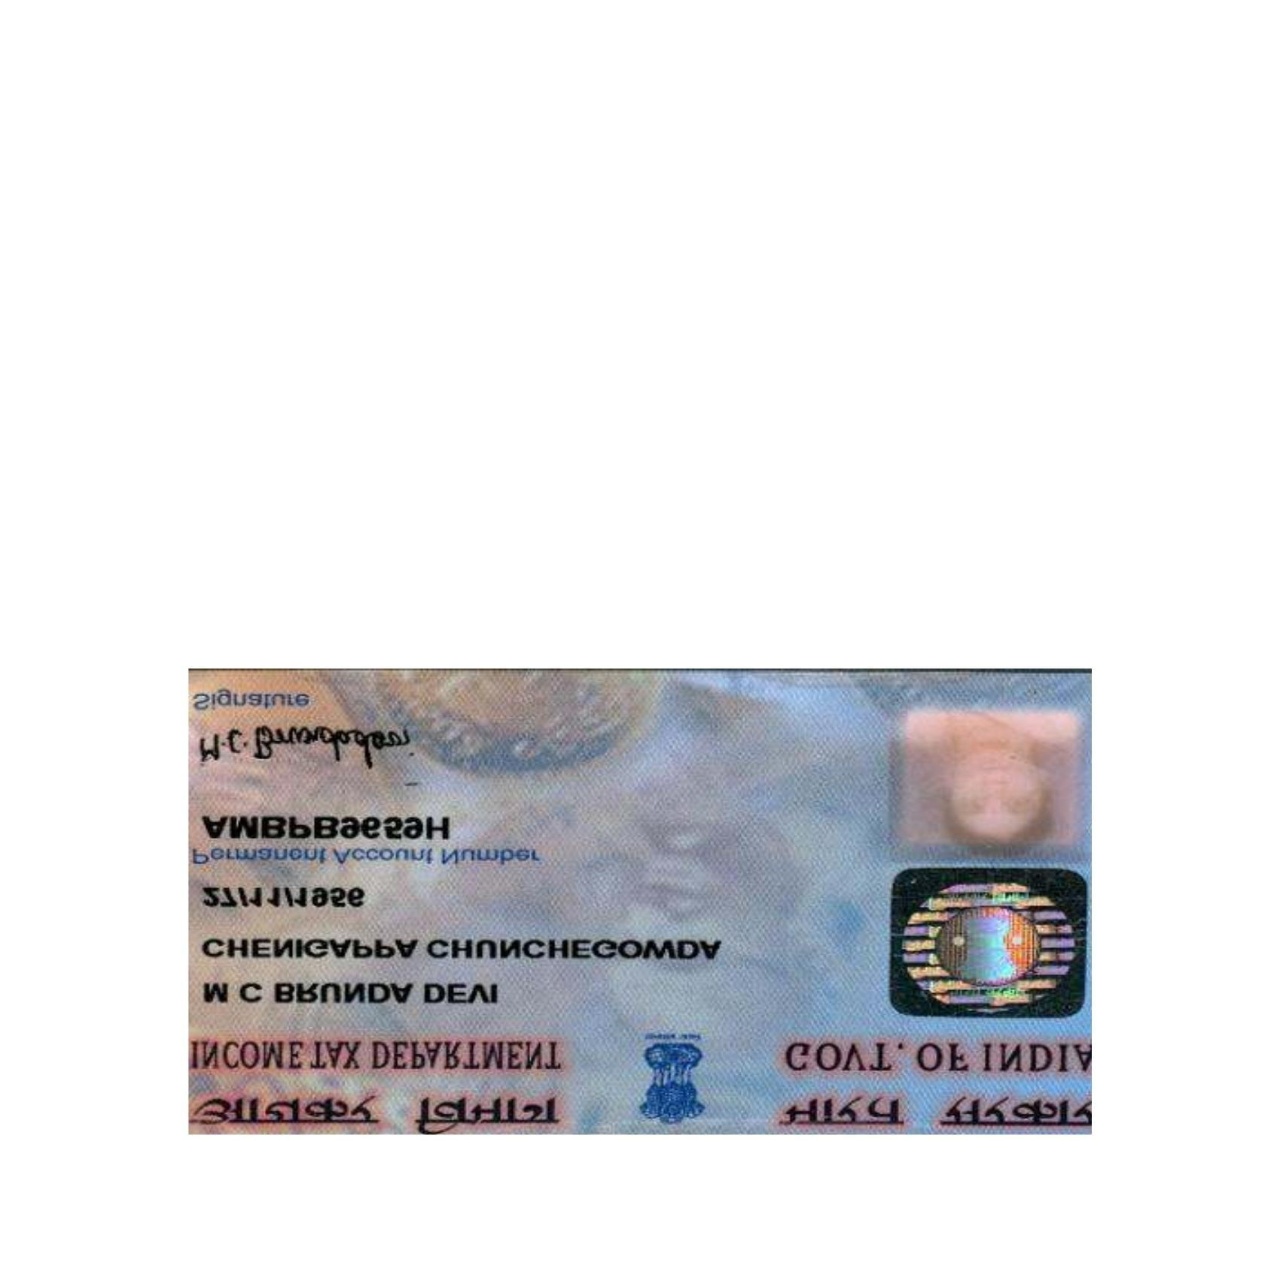 आयकर विभाग भारत सरकार
INCOME TAX DEPARTMENT GOVT. OF INDIA
M C BRUNDA DEVI
CHENIGAPPA CHUNCHEGOWDA
27/11/1956
Permanent Account Number
AMBPB9659H
M.C. Brundadevi
Signature